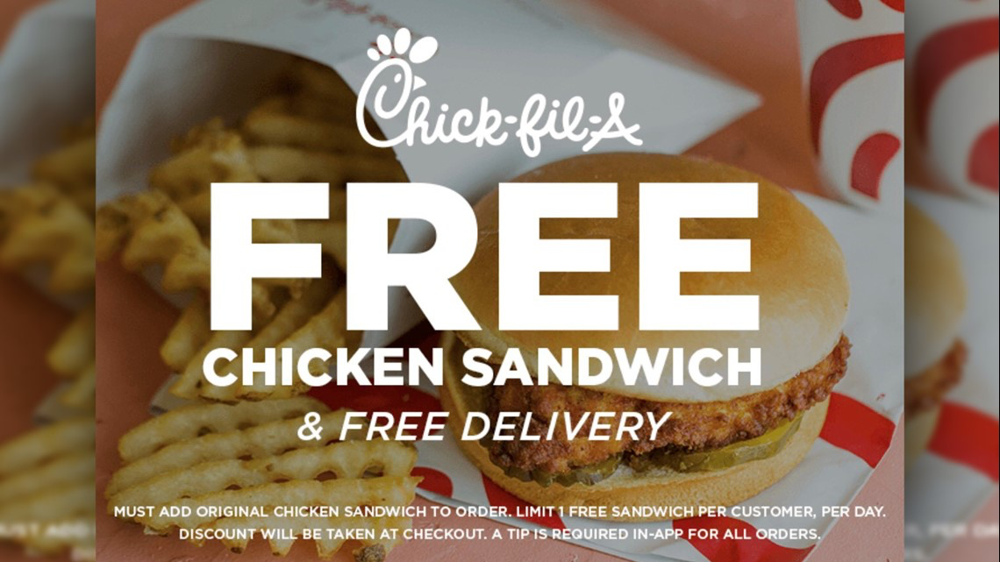 Chick-fil-A
FREE
CHICKEN SANDWICH
& FREE DELIVERY
MUST ADD ORIGINAL CHICKEN SANDWICH TO ORDER. LIMIT 1 FREE SANDWICH PER CUSTOMER, PER DAY.
DISCOUNT WILL BE TAKEN AT CHECKOUT. A TIP IS REQUIRED IN-APP FOR ALL ORDERS.